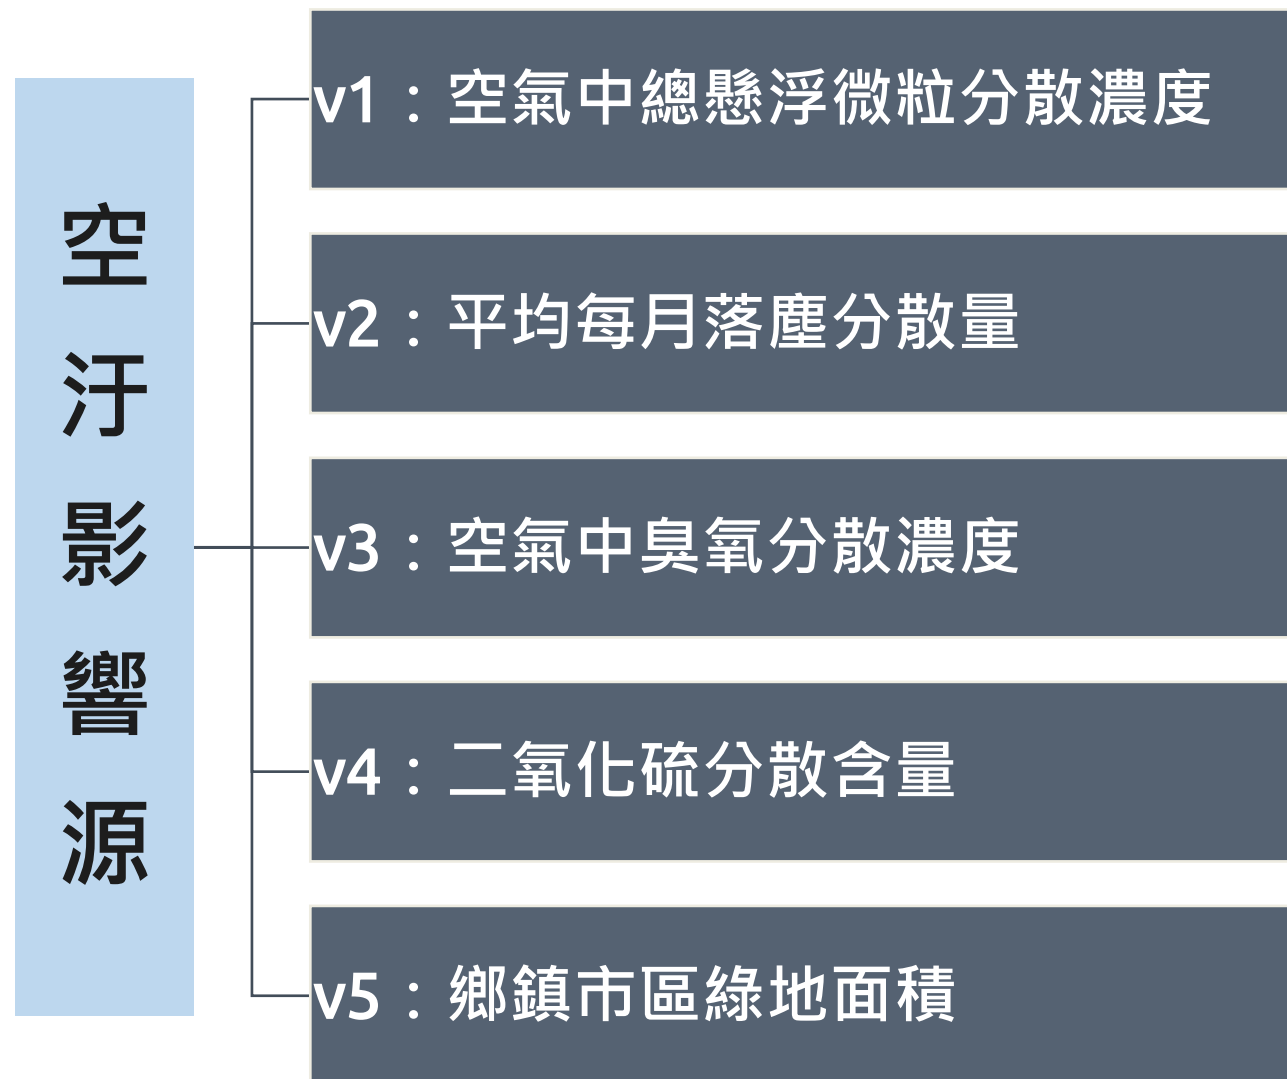 空汙影響源
v1：空氣中總懸浮微粒分散濃度
v2：平均每月落塵分散量
v3：空氣中臭氧分散濃度
v4：二氧化硫分散含量
v5：鄉鎮市區綠地面積